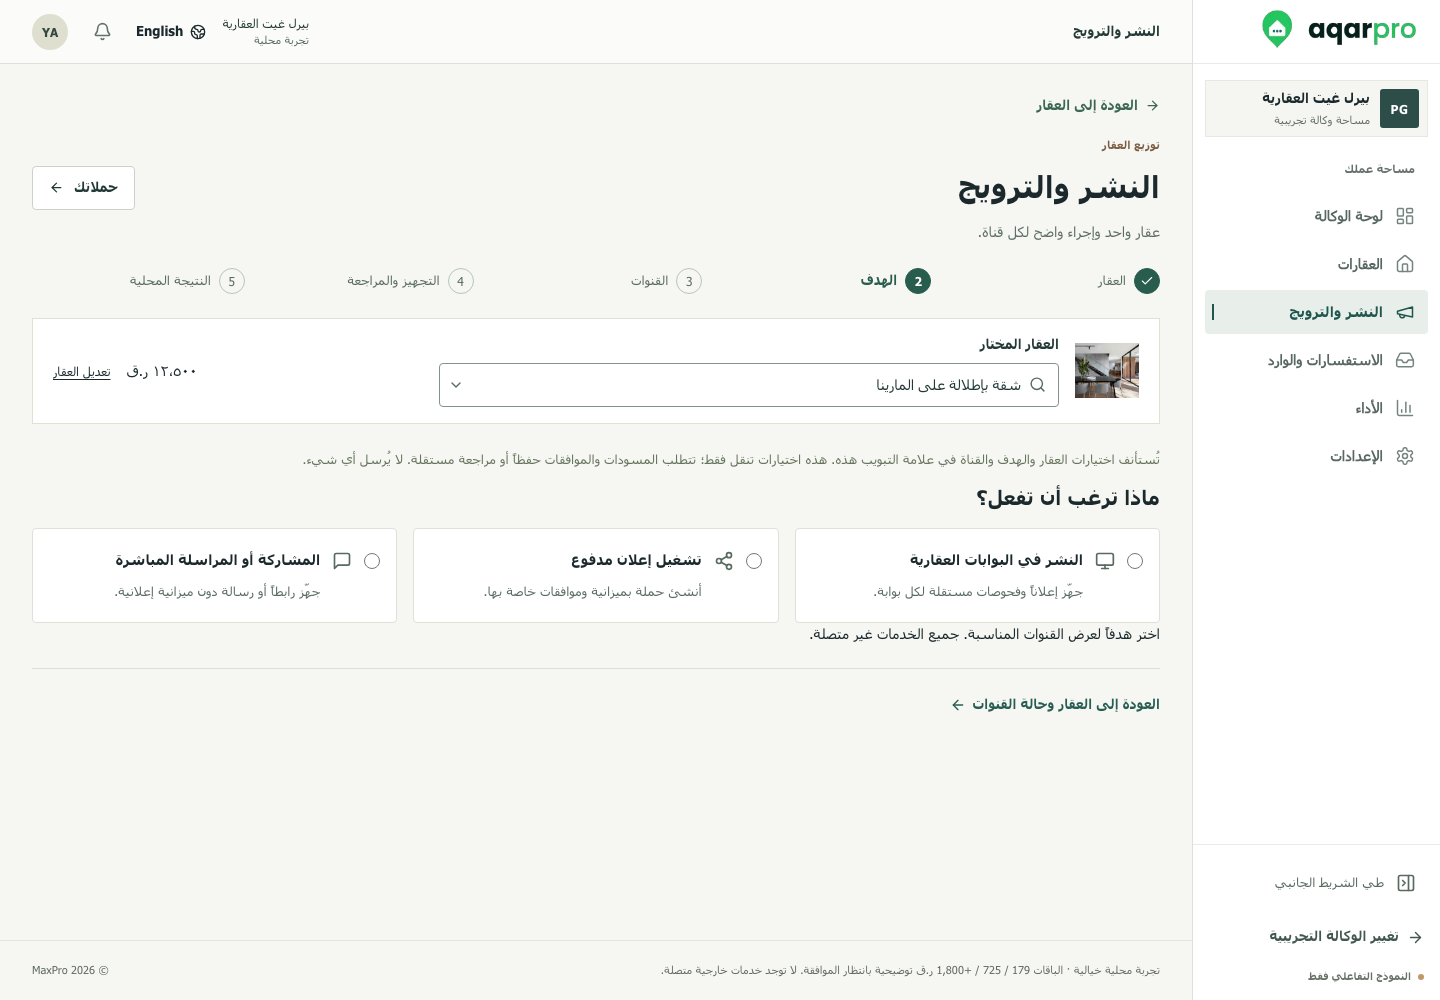 aqarpro
PG
بيرل غيت العقارية
مساحة وكالة تجريبية
مساحة عملك
لوحة الوكالة
العقارات
النشر والترويج
الاستفسارات والوارد
الأداء
الإعدادات
طي الشريط الجانبي
تغيير الوكالة التجريبية
النموذج التفاعلي فقط
النشر والترويج
بيرل غيت العقارية
تجربة محلية
English
YA
العودة إلى العقار
توزيع العقار
النشر والترويج
حملاتك
عقار واحد وإجراء واضح لكل قناة.
العقار
2 الهدف
3 القنوات
4 التجهيز والمراجعة
5 النتيجة المحلية
العقار المختار
شقة بإطلالة على المارينا
١٢،٥٠٠ ر.ق
تعديل العقار
تُستأنف اختيارات العقار والهدف والقناة في علامة التبويب هذه. هذه اختيارات تنقل فقط؛ تتطلب المسودات والموافقات حفظاً أو مراجعة مستقلة. لا يُرسل أي شيء.
ماذا ترغب أن تفعل؟
النشر في البوابات العقارية
جهّز إعلاناً وفحوصات مستقلة لكل بوابة.
تشغيل إعلان مدفوع
أنشئ حملة بميزانية وموافقات خاصة بها.
المشاركة أو المراسلة المباشرة
جهّز رابطاً أو رسالة دون ميزانية إعلانية.
اختر هدفاً لعرض القنوات المناسبة. جميع الخدمات غير متصلة.
العودة إلى العقار وحالة القنوات
تجربة محلية خيالية · الباقات 179 / 725 / +1,800 ر.ق توضيحية بانتظار الموافقة. لا توجد خدمات خارجية متصلة.
© MaxPro 2026